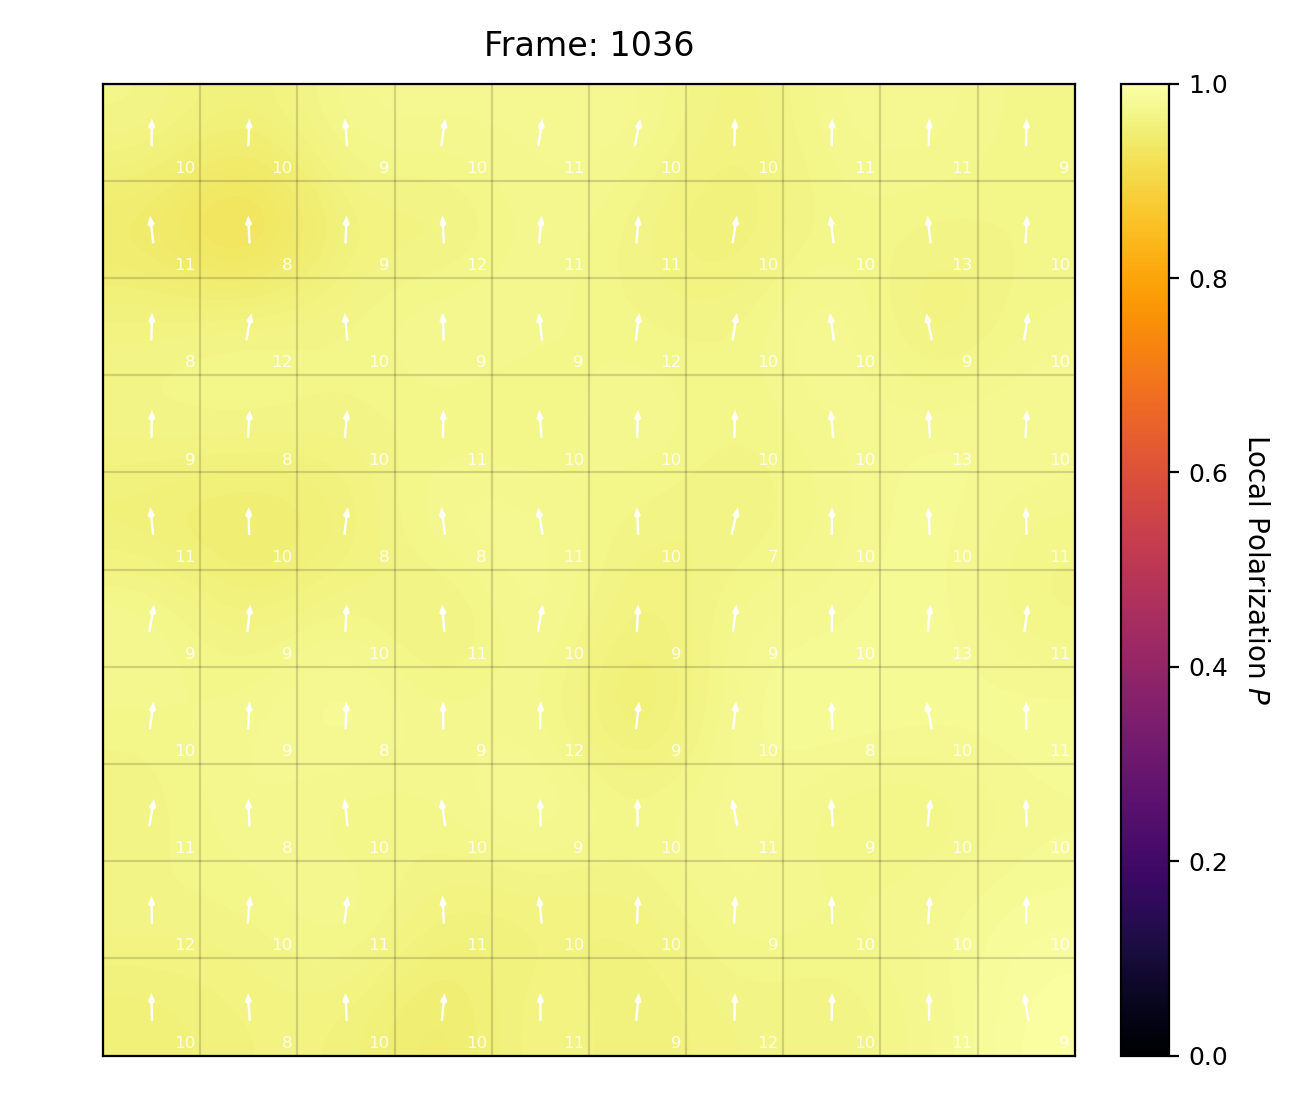 Frame: 1036
10 10 9 10 11 10 10 11 11 9
11 8 9 12 11 11 10 10 13 10
8 12 10 9 9 12 10 10 9 10
9 8 10 11 10 10 10 10 13 10
11 10 8 8 11 10 7 10 10 11
9 9 10 11 10 9 9 10 13 11
10 9 8 9 12 9 10 8 10 11
11 8 10 10 9 10 11 9 10 10
12 10 11 11 10 10 9 10 10 10
10 8 10 10 11 9 12 10 11 9
1.0
0.8
0.6
0.4
0.2
0.0
Local Polarization P